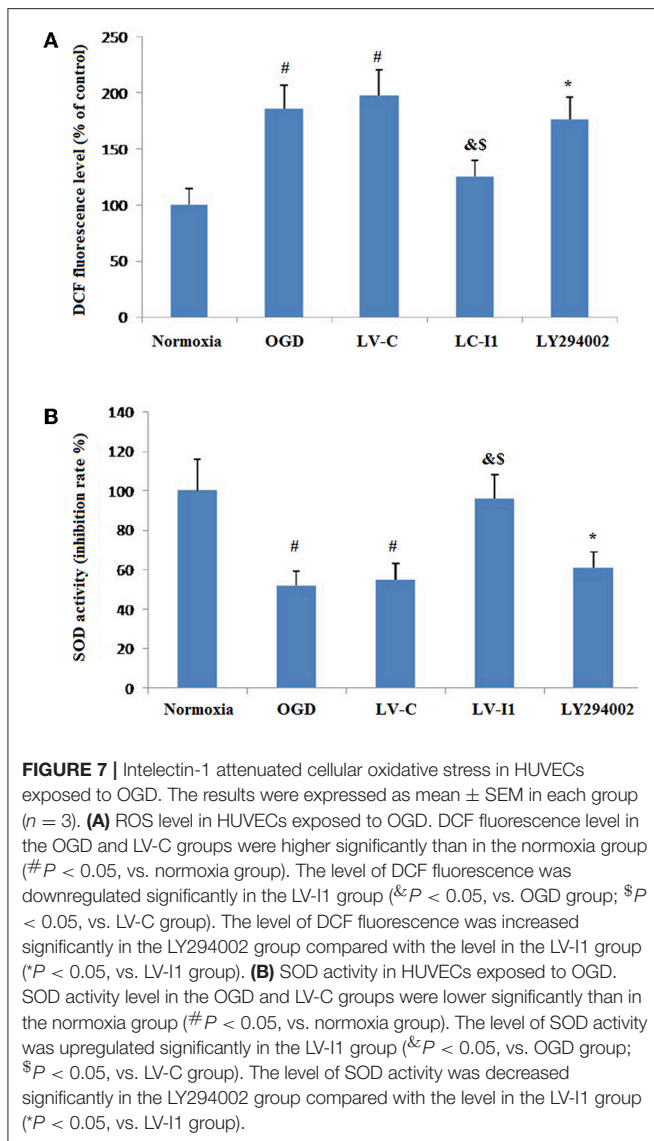 A
DCF fluorescence level (% of control)
250
200
150
100
50
0
#
#
&$
*
Normoxia OGD LV-C LC-I1 LY294002
B
SOD activity (inhibition rate %)
140
120
100
80
60
40
20
0
#
#
&$
*
Normoxia OGD LV-C LV-I1 LY294002
FIGURE 7 | Intelectin-1 attenuated cellular oxidative stress in HUVECs
exposed to OGD. The results were expressed as mean ± SEM in each group
(n = 3). (A) ROS level in HUVECs exposed to OGD. DCF fluorescence level in
the OGD and LV-C groups were higher significantly than in the normoxia group
(#P < 0.05, vs. normoxia group). The level of DCF fluorescence was
downregulated significantly in the LV-I1 group (&P < 0.05, vs. OGD group; $P
< 0.05, vs. LV-C group). The level of DCF fluorescence was increased
significantly in the LY294002 group compared with the level in the LV-I1 group
(*P < 0.05, vs. LV-I1 group). (B) SOD activity in HUVECs exposed to OGD.
SOD activity level in the OGD and LV-C groups were lower significantly than in
the normoxia group (#P < 0.05, vs. normoxia group). The level of SOD activity
was upregulated significantly in the LV-I1 group (&P < 0.05, vs. OGD group;
$P < 0.05, vs. LV-C group). The level of SOD activity was decreased
significantly in the LY294002 group compared with the level in the LV-I1 group
(*P < 0.05, vs. LV-I1 group).